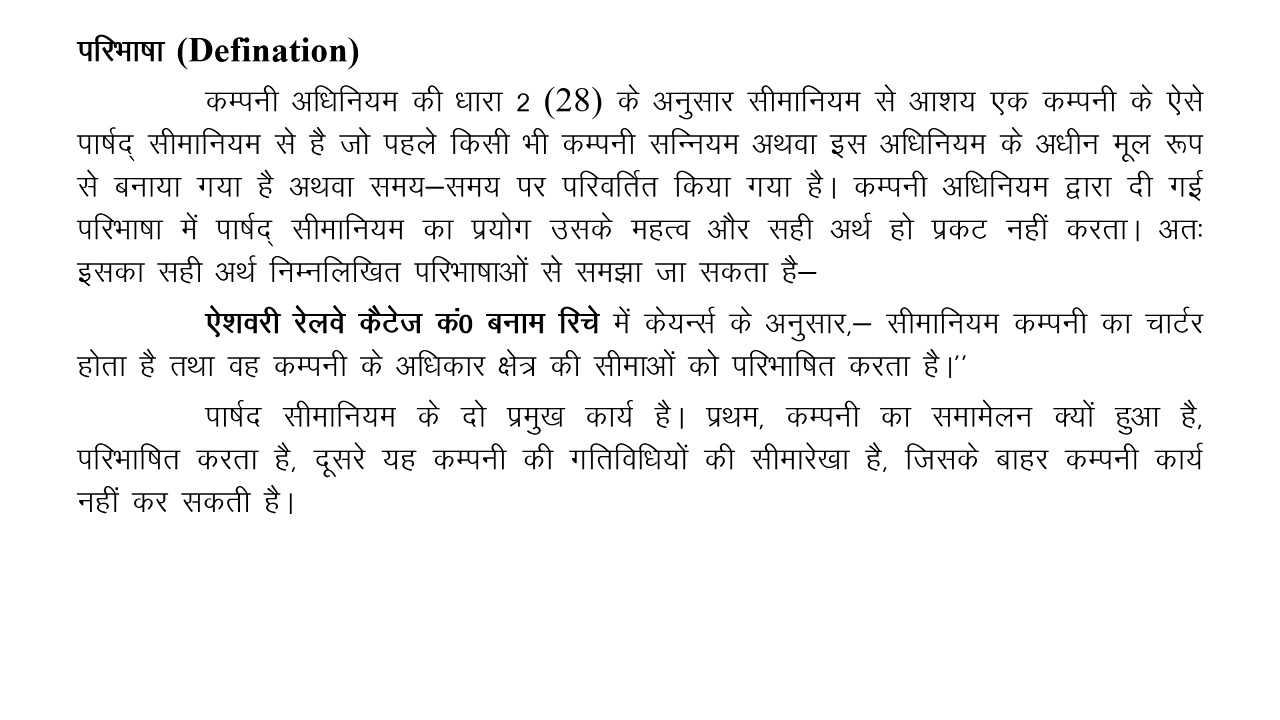 परिभाषा (Defination)
कम्पनी अधिनियम की धारा 2 (28) के अनुसार सीमानियम से आशय एक कम्पनी के ऐसे
पार्षद् सीमानियम से है जो पहले किसी भी कम्पनी सन्नियम अथवा इस अधिनियम के अधीन मूल रूप
से बनाया गया है अथवा समय–समय पर परिवर्तित किया गया है। कम्पनी अधिनियम द्वारा दी गई
परिभाषा में पार्षद् सीमानियम का प्रयोग उसके महत्व और सही अर्थ हो प्रकट नहीं करता। अतः
इसका सही अर्थ निम्नलिखित परिभाषाओं से समझा जा सकता है–
ऐशवरी रेलवे कैटेज कं0 बनाम रिचे में केयर्न्स के अनुसार,– सीमानियम कम्पनी का चार्टर
होता है तथा वह कम्पनी के अधिकार क्षेत्र की सीमाओं को परिभाषित करता है।’’
पार्षद सीमानियम के दो प्रमुख कार्य है। प्रथम, कम्पनी का समामेलन क्यों हुआ है,
परिभाषित करता है, दूसरे यह कम्पनी की गतिविधियों की सीमारेखा है, जिसके बाहर कम्पनी कार्य
नहीं कर सकती है।